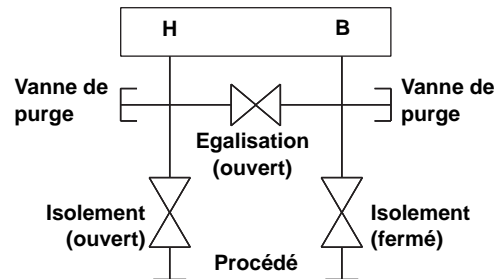 H
B
Vanne de
purge
Vanne de
purge
Egalisation
(ouvert)
Isolement
(ouvert)
Isolement
(fermé)
Procédé